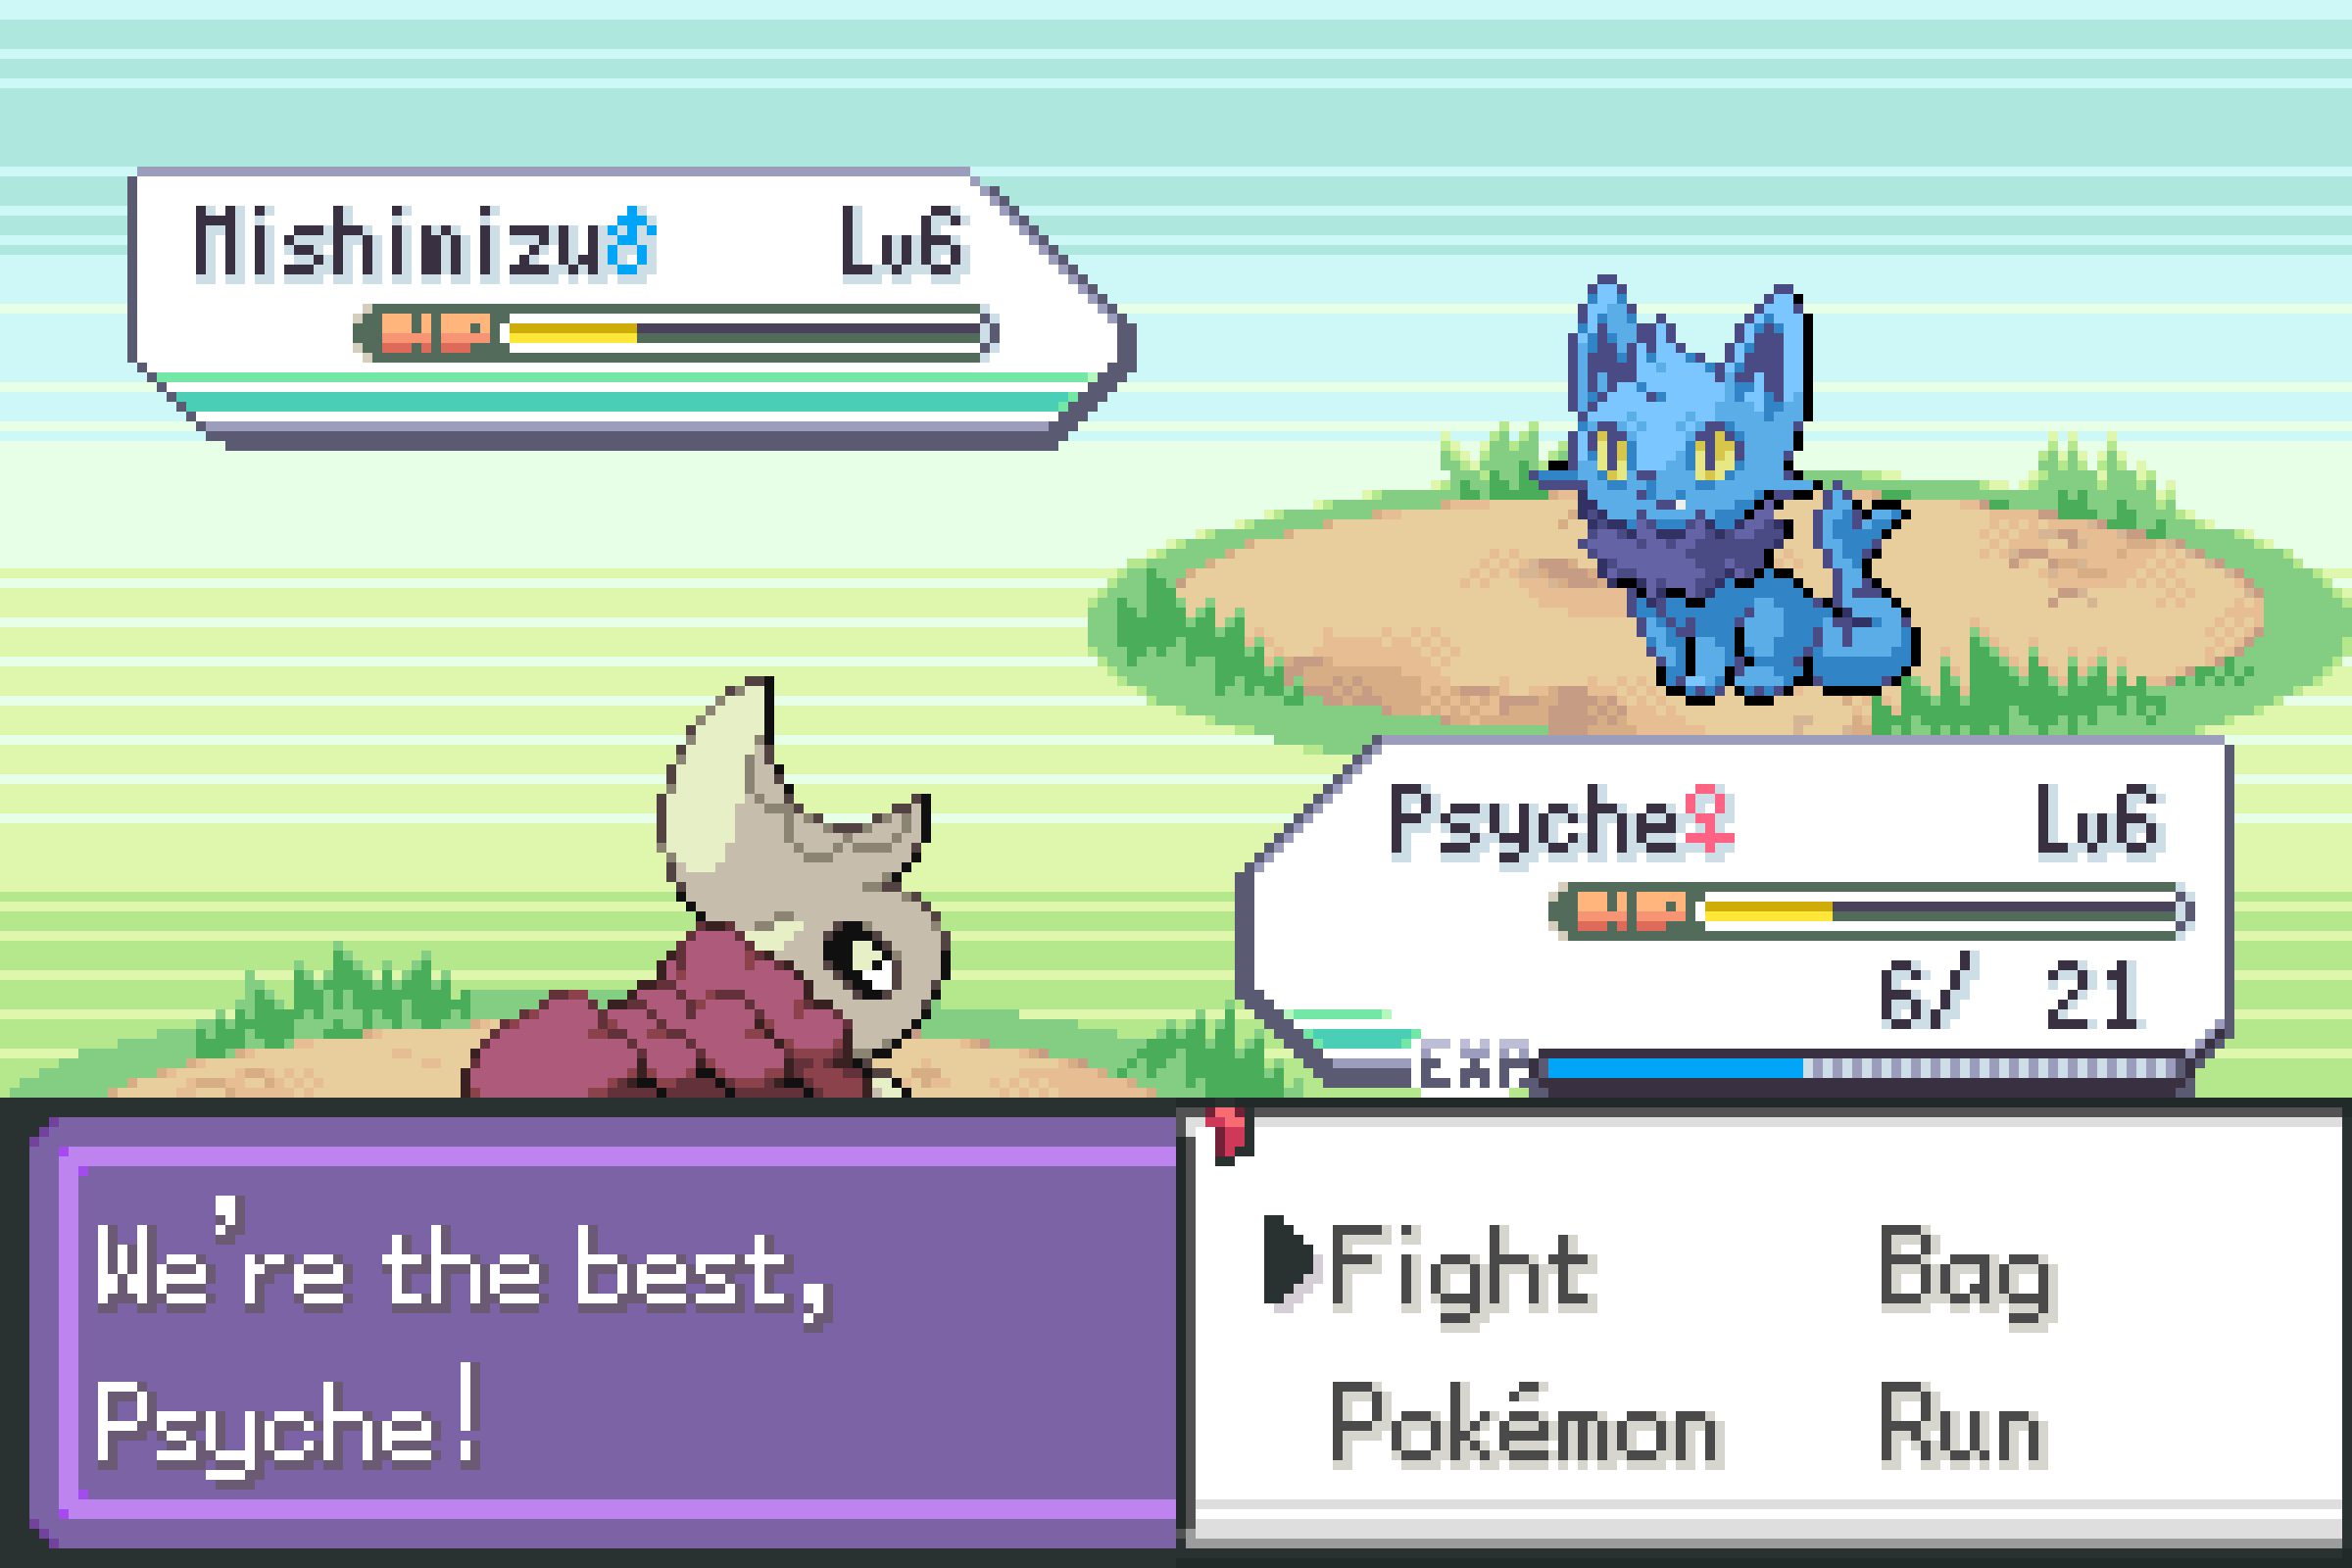 Mishimizu♂ Lv6
HP
Psyche♀ Lv6
HP
6/ 21
EXP
We're the best,
Psyche!
Fight Bag
Pokémon Run